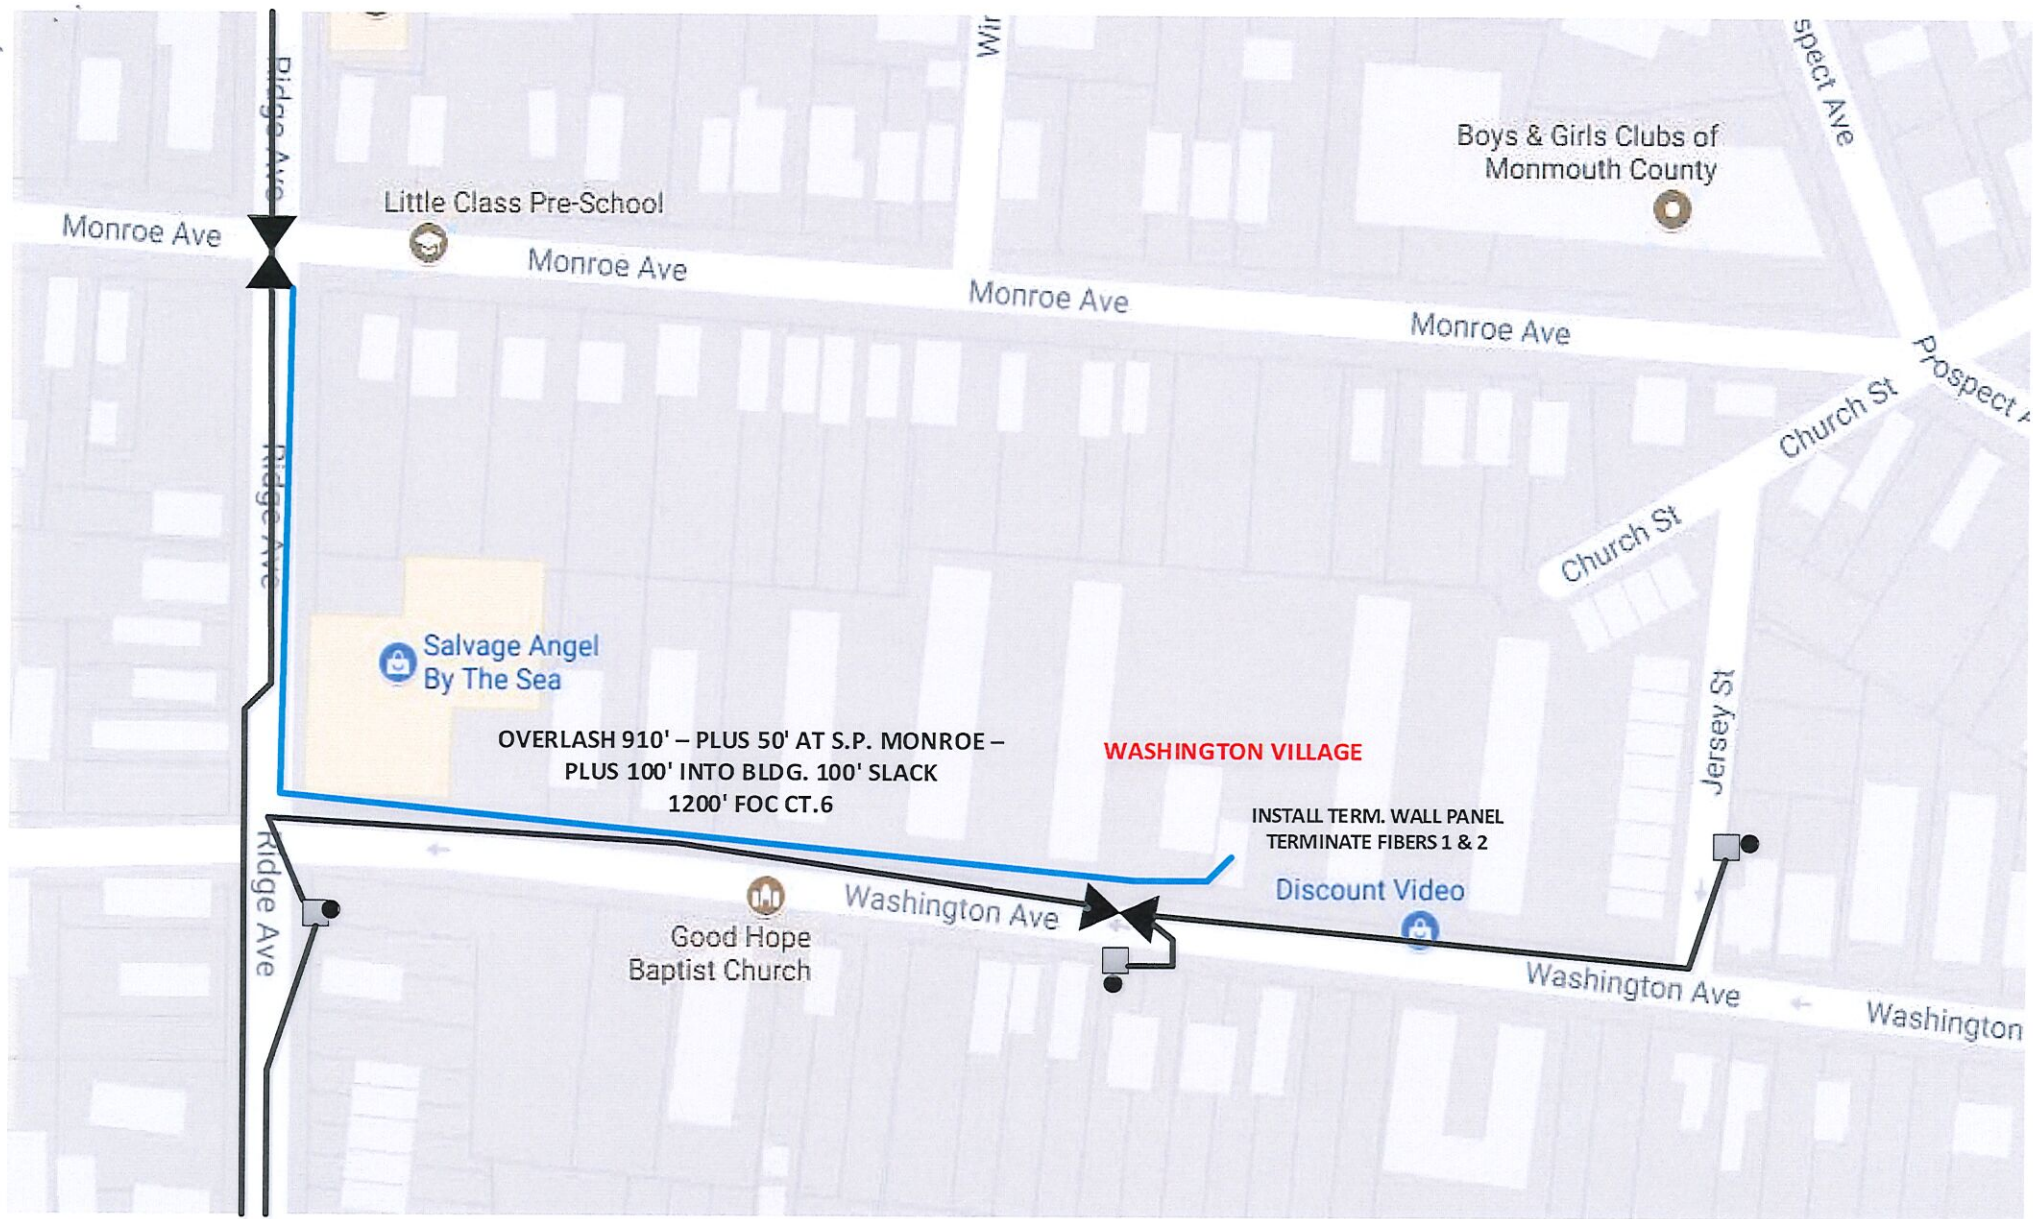 Ridge Ave
Wir
spect Ave
Boys & Girls Clubs of
Monmouth County
Little Class Pre-School
Monroe Ave
Monroe Ave
Monroe Ave
Monroe Ave
Prospect A
Church St
Church St
Ridge Ave
Salvage Angel
By The Sea
Jersey St
OVERLASH 910' – PLUS 50' AT S.P. MONROE –
PLUS 100' INTO BLDG. 100' SLACK
1200' FOC CT.6
WASHINGTON VILLAGE
INSTALL TERM. WALL PANEL
TERMINATE FIBERS 1 & 2
Ridge Ave
Discount Video
Washington Ave
Good Hope
Baptist Church
Washington Ave
Washington